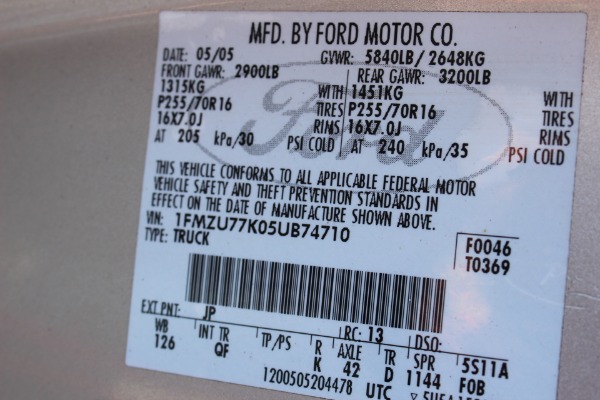 MFD. BY FORD MOTOR CO.
DATE: 05/05 GVWR: 5840LB/ 2648KG
FRONT GAWR: 2900LB REAR GAWR: 3200LB
1315KG WITH 1451KG WITH
P255/70R16 TIRES P255/70R16 TIRES
16X7.0J RIMS 16X7.0J RIMS
AT 205 kPa/30 PSI COLD AT 240 kPa/35 PSI COLD
THIS VEHICLE CONFORMS TO ALL APPLICABLE FEDERAL MOTOR
VEHICLE SAFETY AND THEFT PREVENTION STANDARDS IN
EFFECT ON THE DATE OF MANUFACTURE SHOWN ABOVE.
VIN: 1FMZU77K05UB74710
TYPE: TRUCK
F0046
T0369
EXT PNT: JP RC: 13 DSO:
WB INT TR TP/PS R AXLE TR SPR 5S11A
126 QF K 42 D 1144 F0B
1200505204478 UTC
Ford